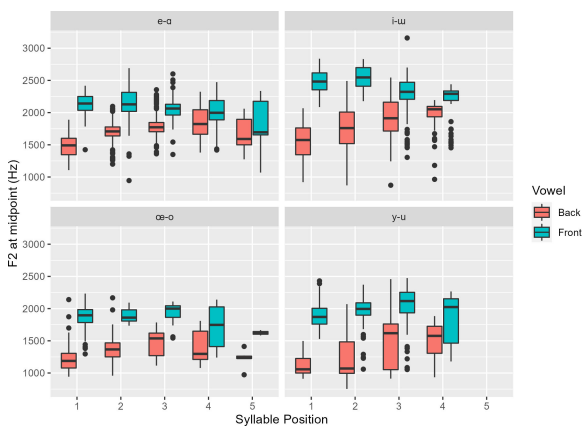 e-a
i-ɯ
3000
2500
2000
1500
1000
œ-o
y-u
3000
2500
2000
1500
1000
1 2 3 4 5
1 2 3 4 5
F2 at midpoint (Hz)
Syllable Position
Vowel
Back
Front